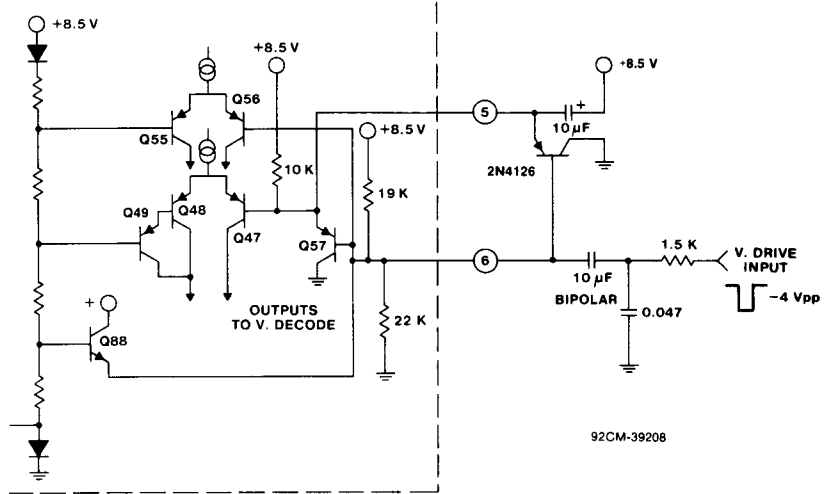 +8.5 V
+8.5 V
+8.5 V
Q56
Q55
5
+
10 µF
2N4126
+8.5 V
10 K
19 K
Q49
Q48
Q47
Q57
6
1.5 K
V. DRIVE
INPUT
10 µF
BIPOLAR
–4 Vpp
0.047
+
OUTPUTS
TO V. DECODE
22 K
Q88
92CM-39208